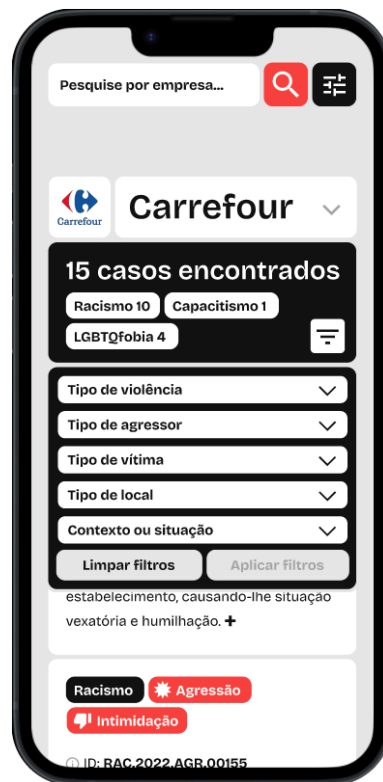 Pesquise por empresa...
Carrefour
Carrefour
15 casos encontrados
Racismo 10
Capacitismo 1
LGBTQfobia 4
Tipo de violência
Tipo de agressor
Tipo de vítima
Tipo de local
Contexto ou situação
Limpar filtros
Aplicar filtros
estabelecimento, causando-lhe situação
vexatória e humilhação. +
Racismo
Agressão
Intimidação
ID: RAC.2022.AGR.00155